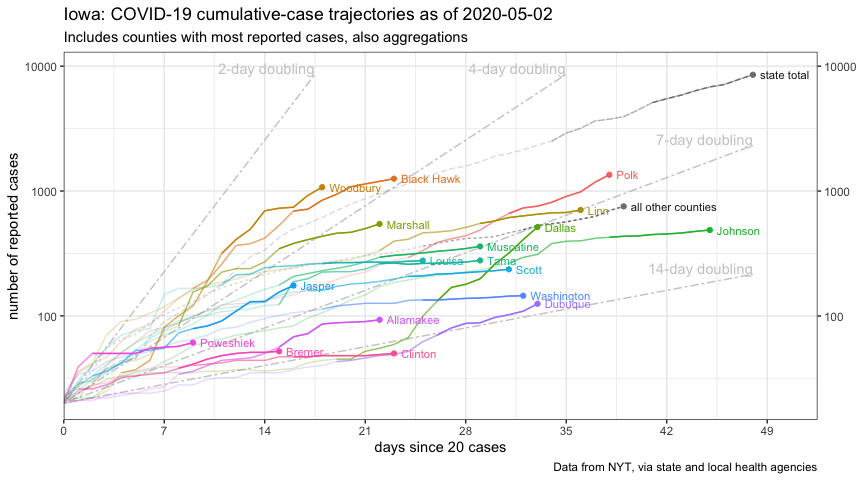 Iowa: COVID-19 cumulative-case trajectories as of 2020-05-02
Includes counties with most reported cases, also aggregations
10000
2-day doubling
4-day doubling
10000
state total
7-day doubling
Polk
Black Hawk
Woodbury
1000
1000
all other counties
Linn
Marshall
Dallas
Johnson
Muscatine
Louisa
Tama
Scott
14-day doubling
Jasper
Washington
Dubuque
100
100
Allamakee
Poweshiek
Bremer
Clinton
number of reported cases
0
7
14
21
28
35
42
49
days since 20 cases
Data from NYT, via state and local health agencies